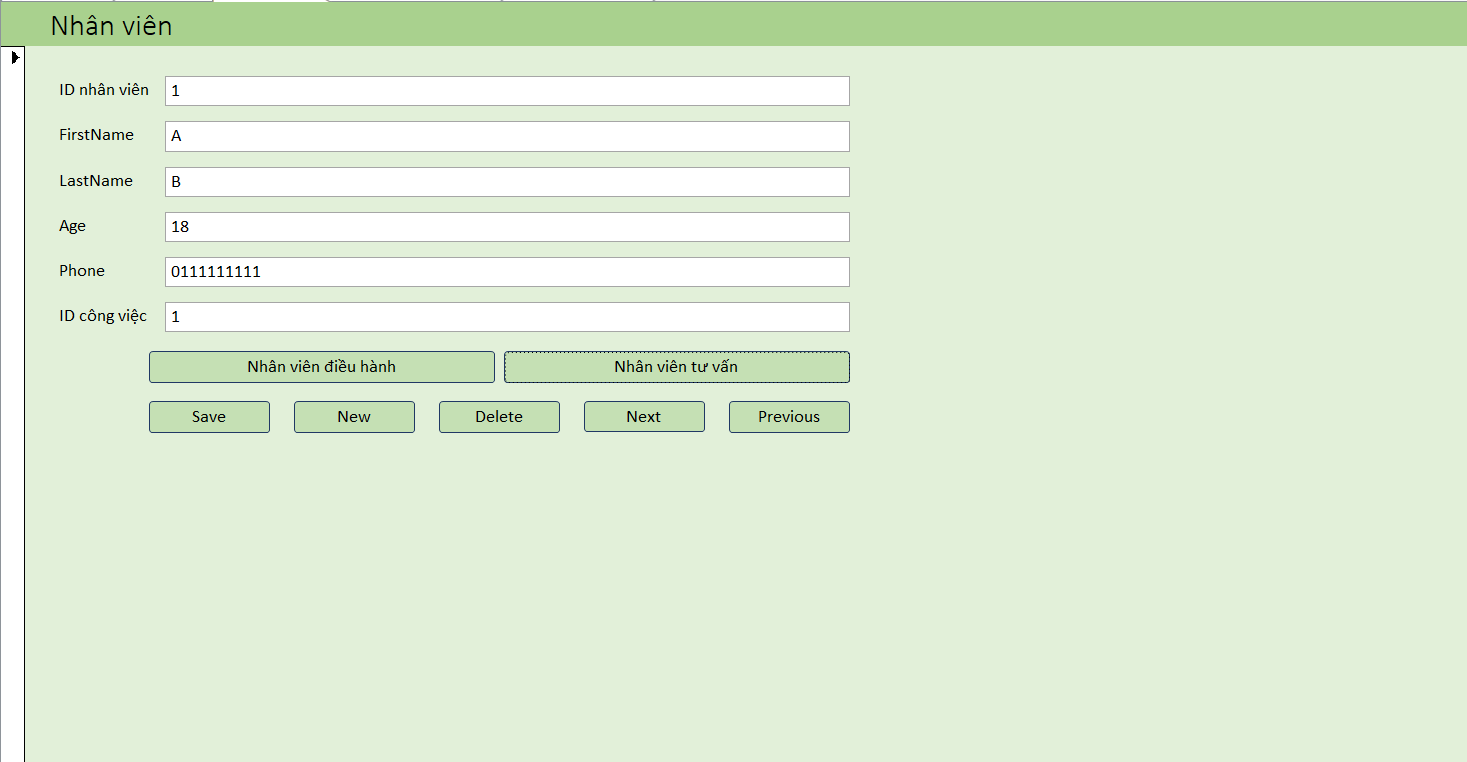 Nhân viên
ID nhân viên 1
FirstName A
LastName B
Age 18
Phone 0111111111
ID công việc 1
Nhân viên điều hành Nhân viên tư vấn
Save New Delete Next Previous